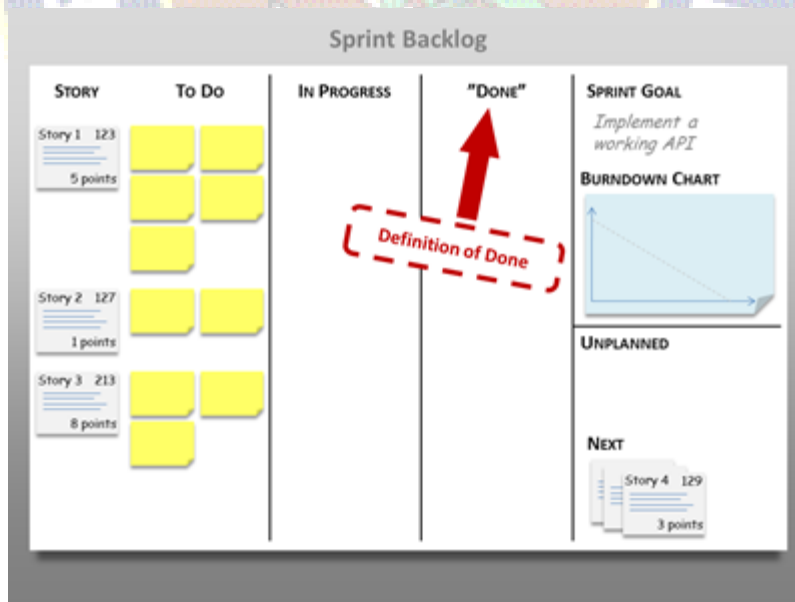 Sprint Backlog
STORY
TO DO
IN PROGRESS
"DONE"
SPRINT GOAL
Implement a
working API
BURNDOWN CHART
Definition of Done
Story 1 123
5 points
Story 2 127
1 points
Story 3 213
8 points
UNPLANNED
NEXT
Story 4 129
3 points